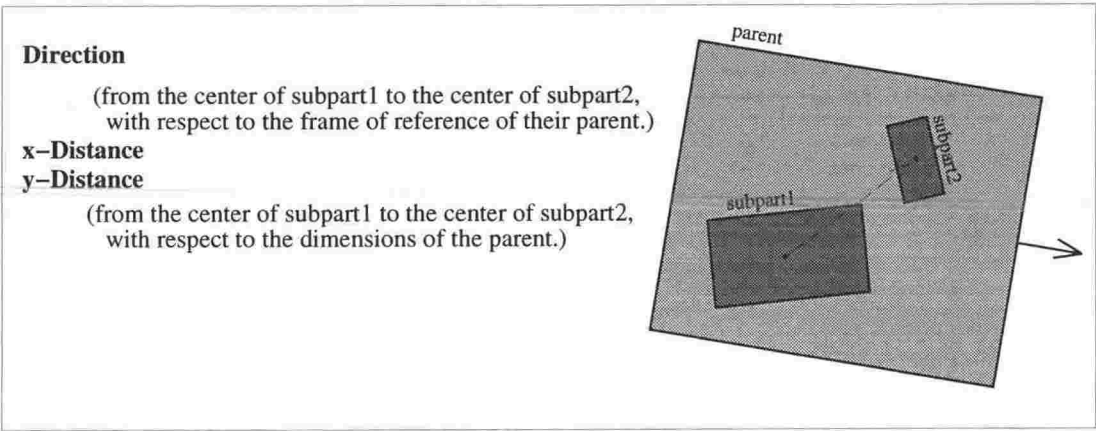 Direction
(from the center of subpart1 to the center of subpart2,
with respect to the frame of reference of their parent.)
x–Distance
y–Distance
(from the center of subpart1 to the center of subpart2,
with respect to the dimensions of the parent.)
parent
subpart2
subpart1